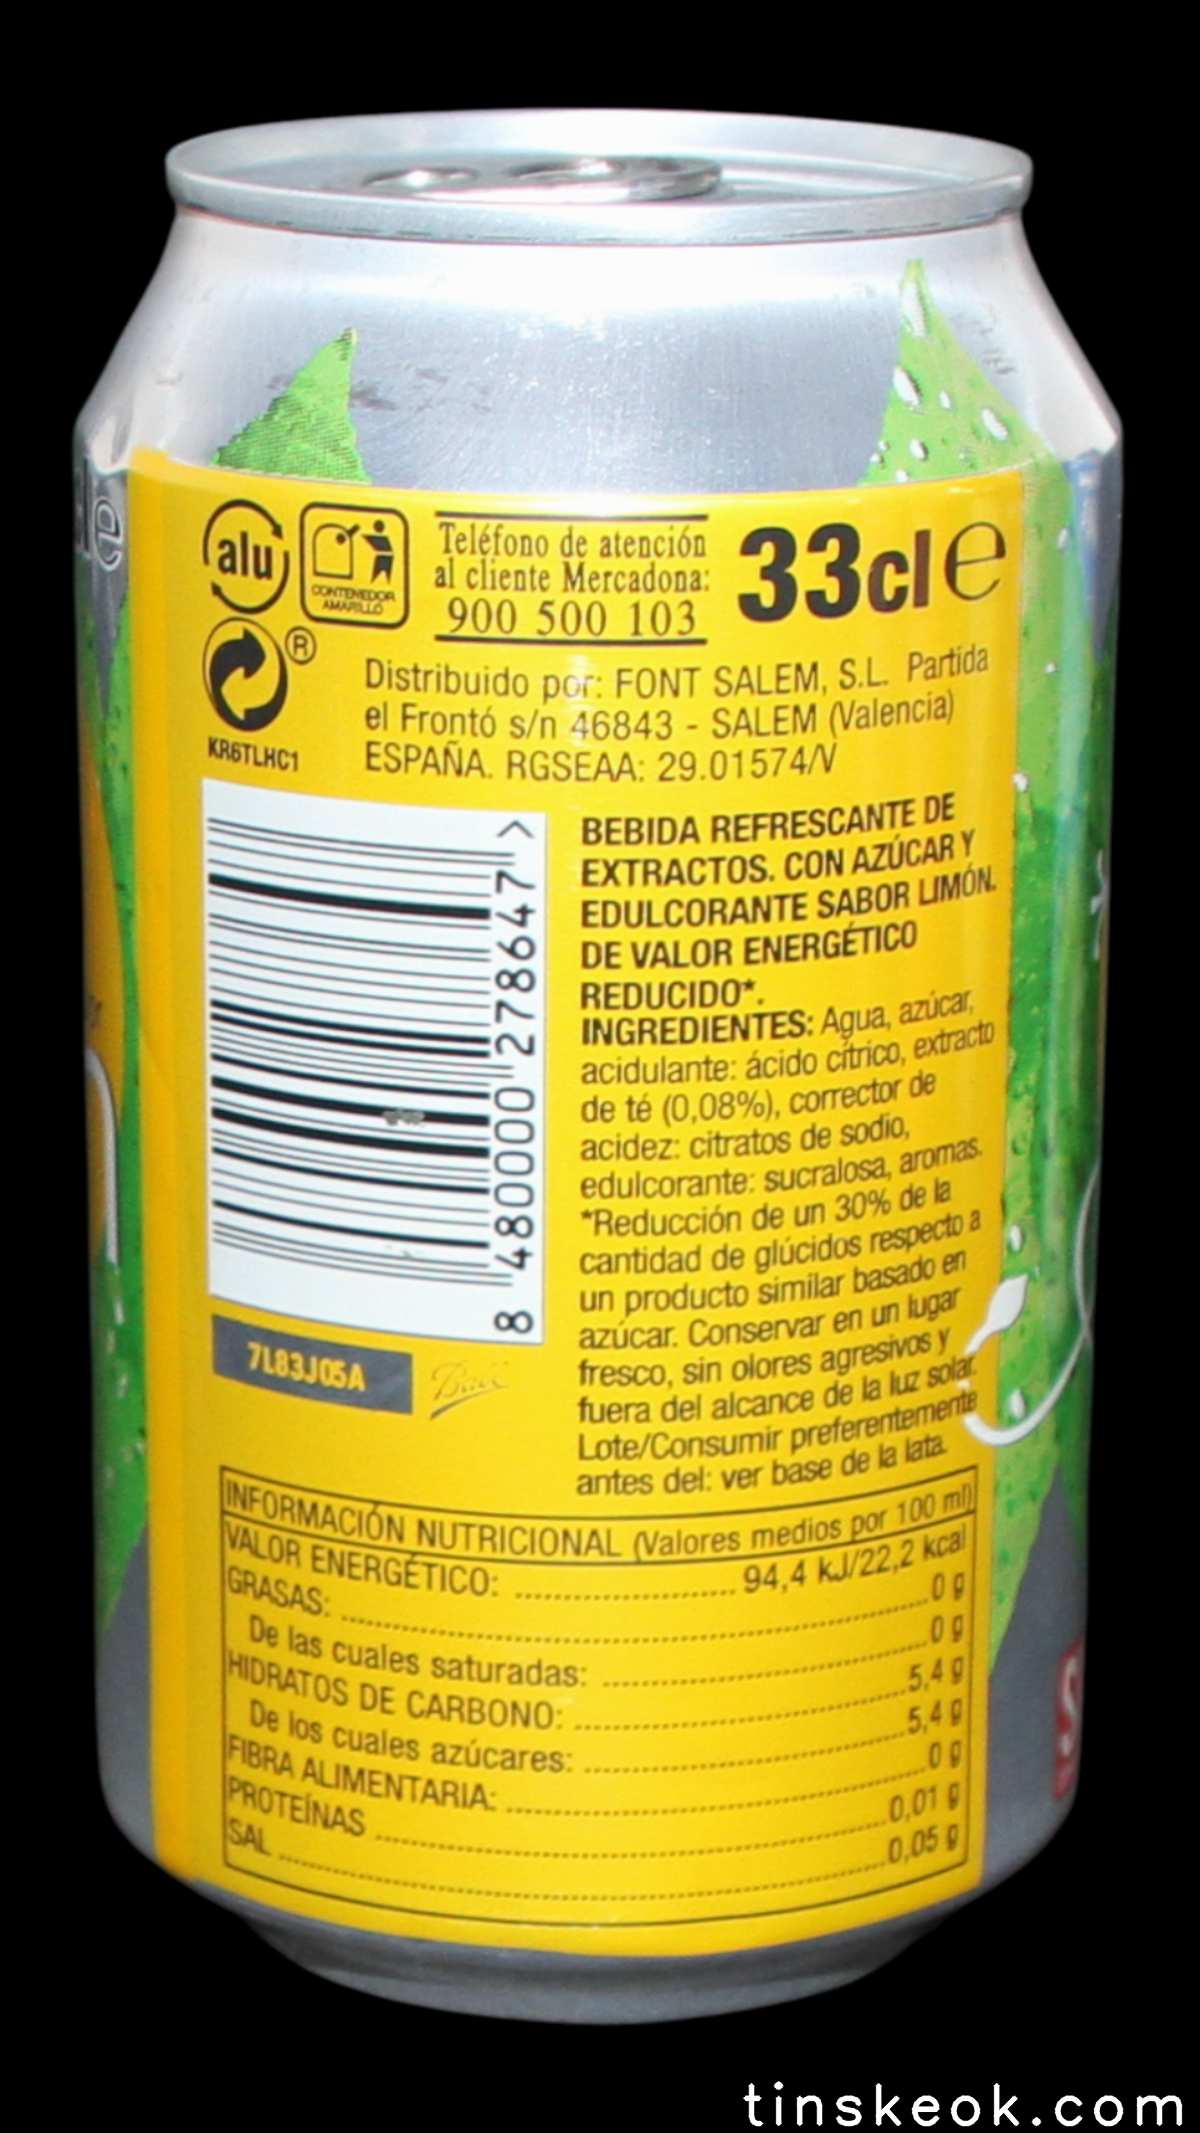 alu
CONTENEDOR
AMARILLO
Teléfono de atención
al cliente Mercadona:
900 500 103
33cl e
®
KR6TLHC1
Distribuido por: FONT SALEM, S.L. Partida
el Frontó s/n 46843 - SALEM (Valencia)
ESPAÑA. RGSEAA: 29.01574/V
8 480000 278647 >
7L83J05A
Ball
BEBIDA REFRESCANTE DE
EXTRACTOS. CON AZÚCAR Y
EDULCORANTE SABOR LIMÓN.
DE VALOR ENERGÉTICO
REDUCIDO*.
INGREDIENTES: Agua, azúcar,
acidulante: ácido cítrico, extracto
de té (0,08%), corrector de
acidez: citratos de sodio,
edulcorante: sucralosa, aromas.
*Reducción de un 30% de la
cantidad de glúcidos respecto a
un producto similar basado en
azúcar. Conservar en un lugar
fresco, sin olores agresivos y
fuera del alcance de la luz solar.
Lote/Consumir preferentemente
antes del: ver base de la lata.
INFORMACIÓN NUTRICIONAL (Valores medios por 100 ml)
VALOR ENERGÉTICO: ........ 94,4 kJ/22,2 kcal
GRASAS: ........ 0 g
De las cuales saturadas: ........ 0 g
HIDRATOS DE CARBONO: ........ 5,4 g
De los cuales azúcares: ........ 5,4 g
FIBRA ALIMENTARIA: ........ 0 g
PROTEÍNAS ........ 0,01 g
SAL ........ 0,05 g
tinskeok.com